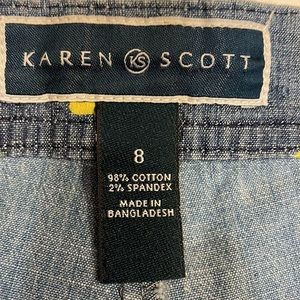 KAREN KS SCOTT
8
98% COTTON
2% SPANDEX
MADE IN
BANGLADESH